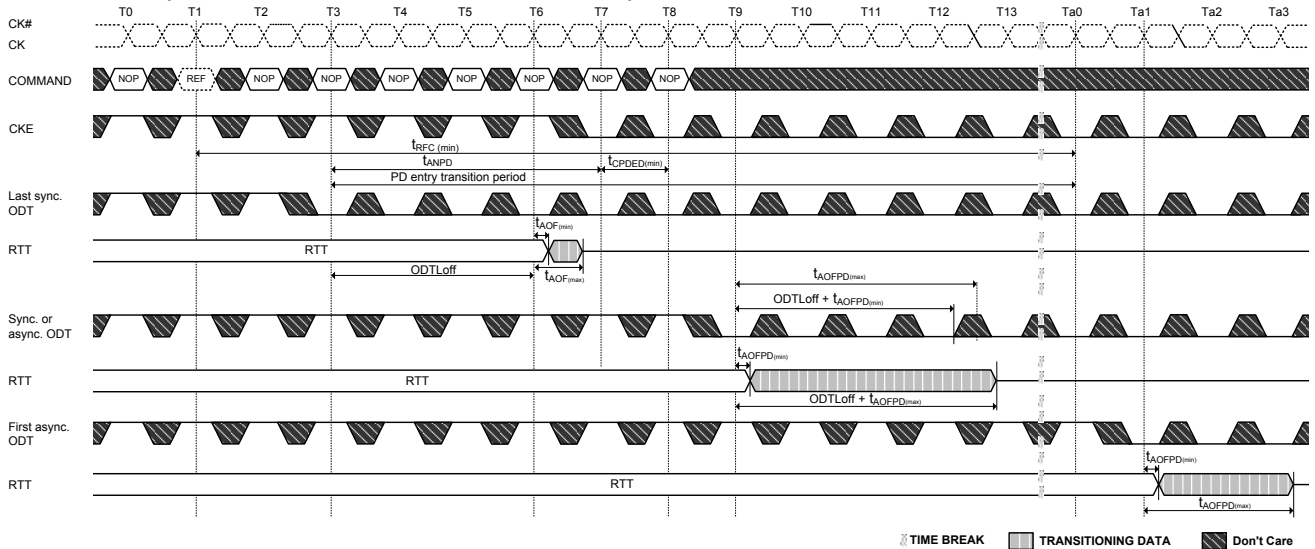 T0 T1 T2 T3 T4 T5 T6 T7 T8 T9 T10 T11 T12 T13 Ta0 Ta1 Ta2 Ta3
CK#
CK
COMMAND NOP REF NOP NOP NOP NOP NOP NOP NOP
CKE
tRFC (min)
tANPD tCPDED(min)
PD entry transition period
Last sync.
ODT
tAOF(min)
RTT RTT
ODTLoff tAOF(max)
tAOFPD(max)
ODTLoff + tAOFPD(min)
Sync. or
async. ODT
tAOFPD(min)
RTT RTT
ODTLoff + tAOFPD(max)
First async.
ODT
tAOFPD(min)
RTT RTT
tAOFPD(max)
TIME BREAK TRANSITIONING DATA Don't Care